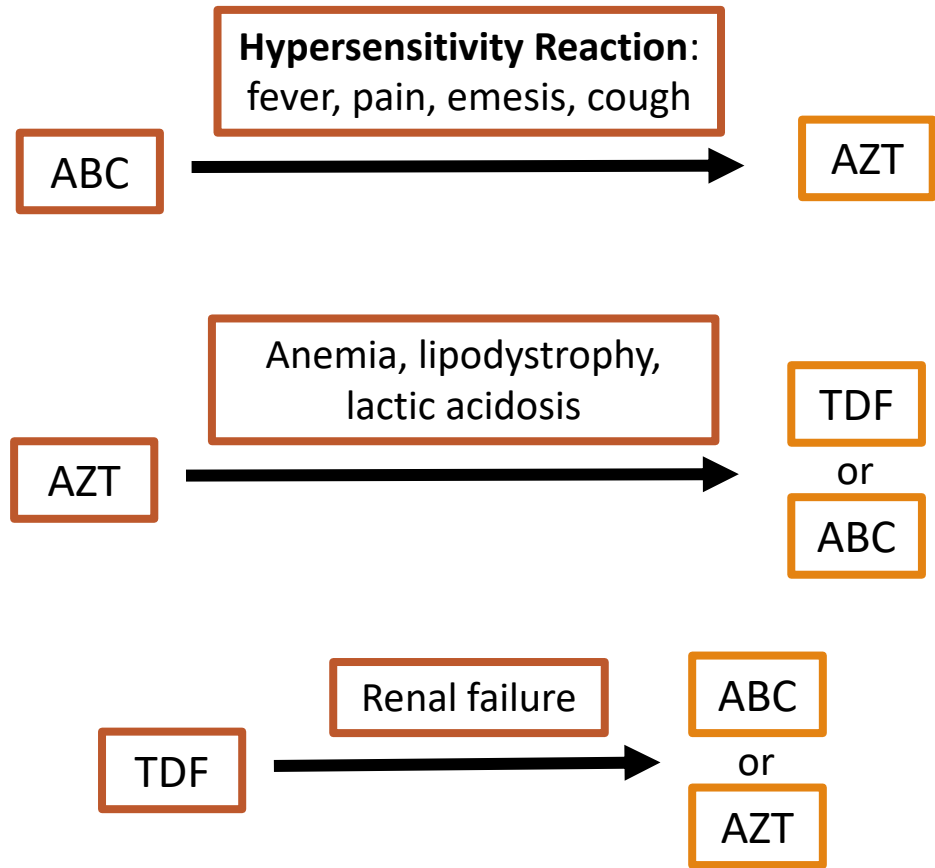 Hypersensitivity Reaction:
fever, pain, emesis, cough
ABC
AZT
Anemia, lipodystrophy,
lactic acidosis
AZT
TDF
or
ABC
Renal failure
TDF
ABC
or
AZT